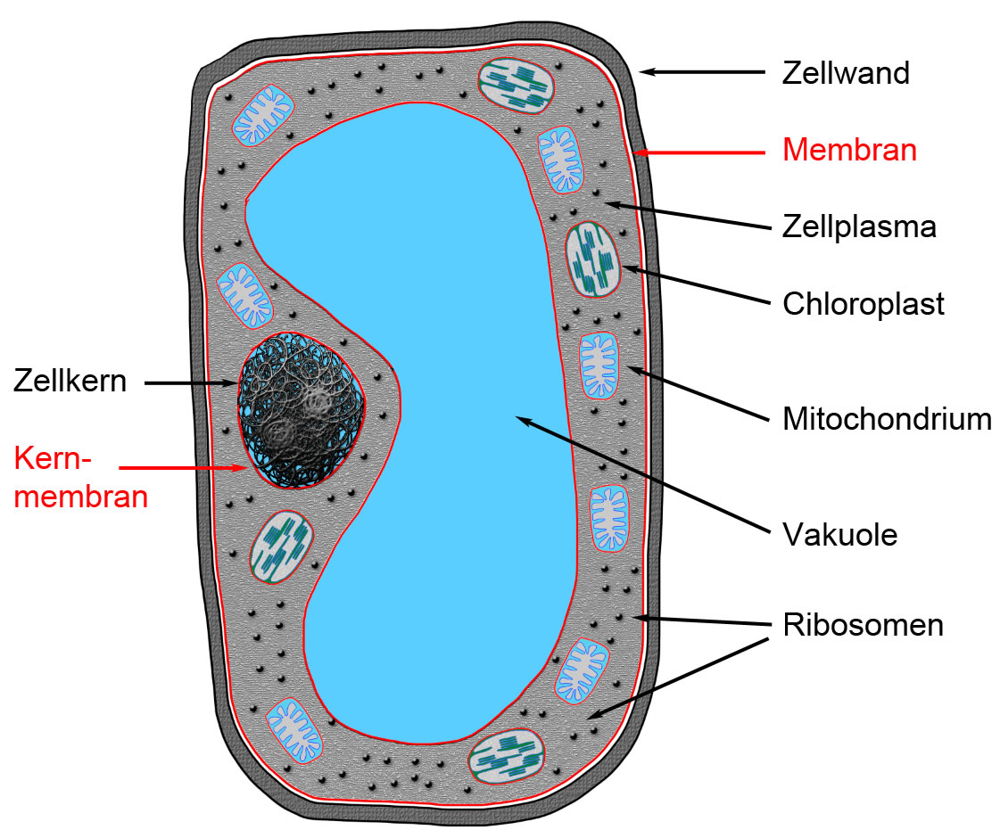 Zellwand
Membran
Zellplasma
Chloroplast
Zellkern
Mitochondrium
Kern-
membran
Vakuole
Ribosomen